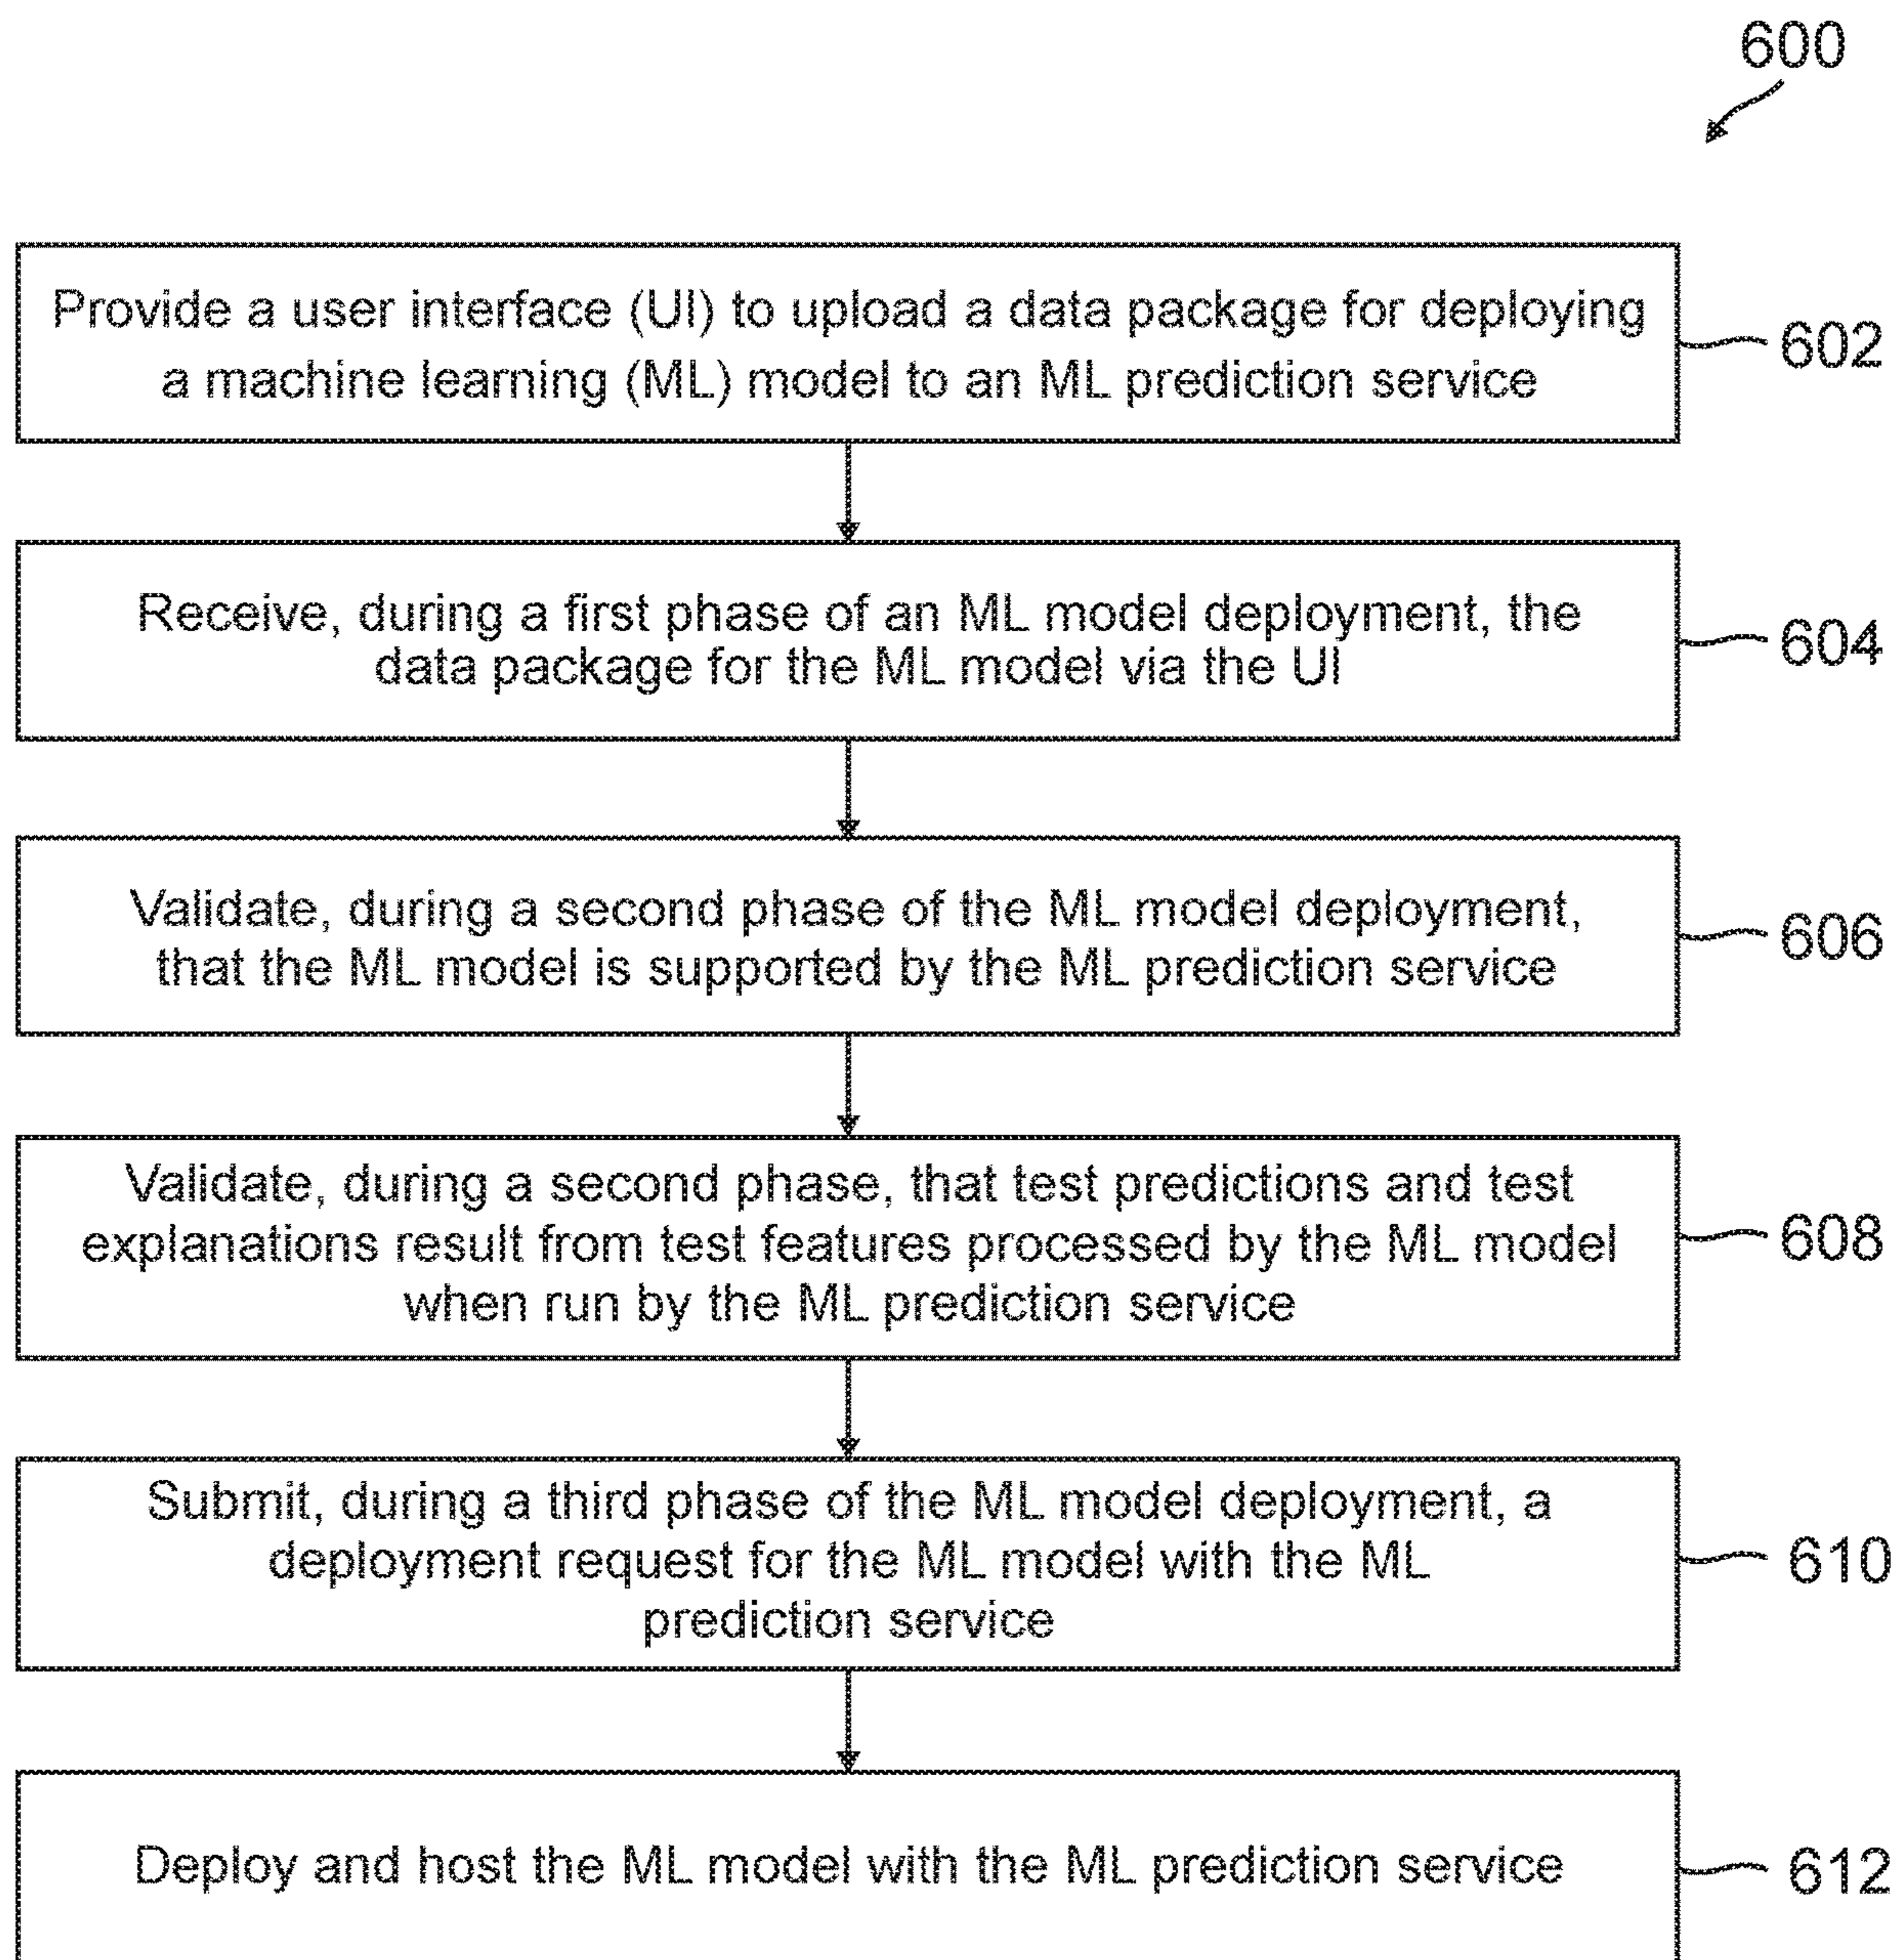 600
Provide a user interface (UI) to upload a data package for deploying
a machine learning (ML) model to an ML prediction service
602
Receive, during a first phase of an ML model deployment, the
data package for the ML model via the UI
604
Validate, during a second phase of the ML model deployment,
that the ML model is supported by the ML prediction service
606
Validate, during a second phase, that test predictions and test
explanations result from test features processed by the ML model
when run by the ML prediction service
608
Submit, during a third phase of the ML model deployment, a
deployment request for the ML model with the ML
prediction service
610
Deploy and host the ML model with the ML prediction service
612